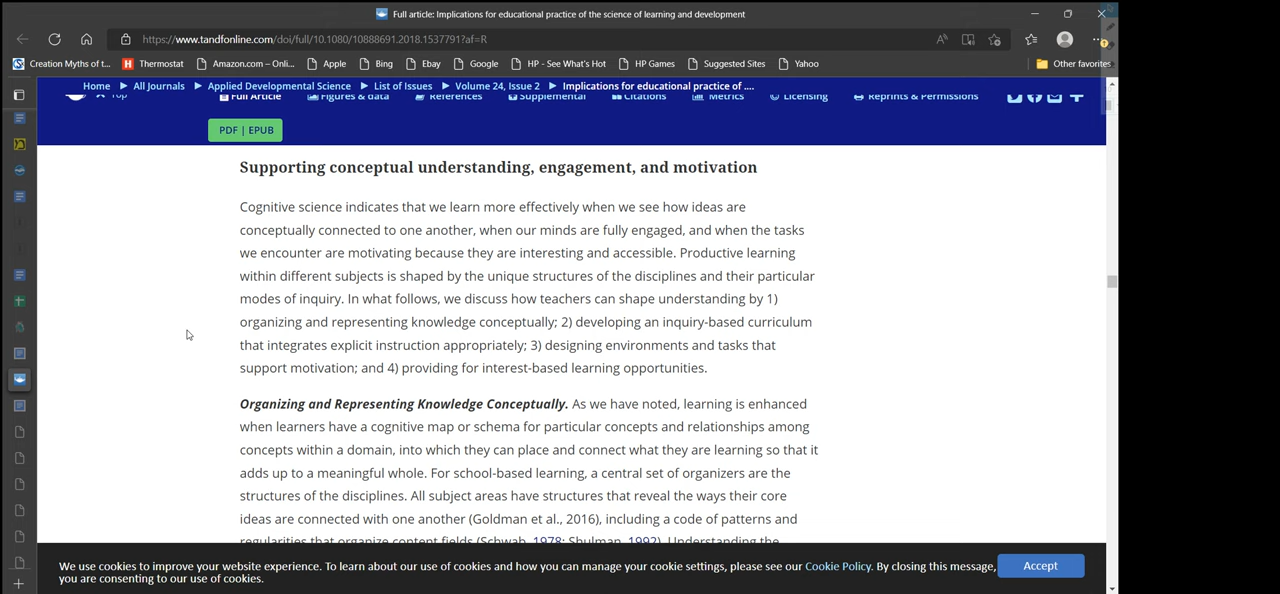 Full article: Implications for educational practice of the science of learning and development
https://www.tandfonline.com/doi/full/10.1080/10888691.2018.1537791?af=R
Creation Myths of t... Thermostat Amazon.com – Onli... Apple Bing Ebay Google HP - See What's Hot HP Games Suggested Sites Yahoo Other favorites
Home ▶ All Journals ▶ Applied Developmental Science ▶ List of Issues ▶ Volume 24, Issue 2 ▶ Implications for educational practice of ....
Top Full Article Figures & data References Supplemental Citations Metrics Licensing Reprints & Permissions
PDF | EPUB
Supporting conceptual understanding, engagement, and motivation
Cognitive science indicates that we learn more effectively when we see how ideas are
conceptually connected to one another, when our minds are fully engaged, and when the tasks
we encounter are motivating because they are interesting and accessible. Productive learning
within different subjects is shaped by the unique structures of the disciplines and their particular
modes of inquiry. In what follows, we discuss how teachers can shape understanding by 1)
organizing and representing knowledge conceptually; 2) developing an inquiry-based curriculum
that integrates explicit instruction appropriately; 3) designing environments and tasks that
support motivation; and 4) providing for interest-based learning opportunities.
Organizing and Representing Knowledge Conceptually. As we have noted, learning is enhanced
when learners have a cognitive map or schema for particular concepts and relationships among
concepts within a domain, into which they can place and connect what they are learning so that it
adds up to a meaningful whole. For school-based learning, a central set of organizers are the
structures of the disciplines. All subject areas have structures that reveal the ways their core
ideas are connected with one another (Goldman et al., 2016), including a code of patterns and
regularities that organize content fields (Schwab, 1978; Shulman, 1992). Understanding the
We use cookies to improve your website experience. To learn about our use of cookies and how you can manage your cookie settings, please see our Cookie Policy. By closing this message,
you are consenting to our use of cookies.
Accept